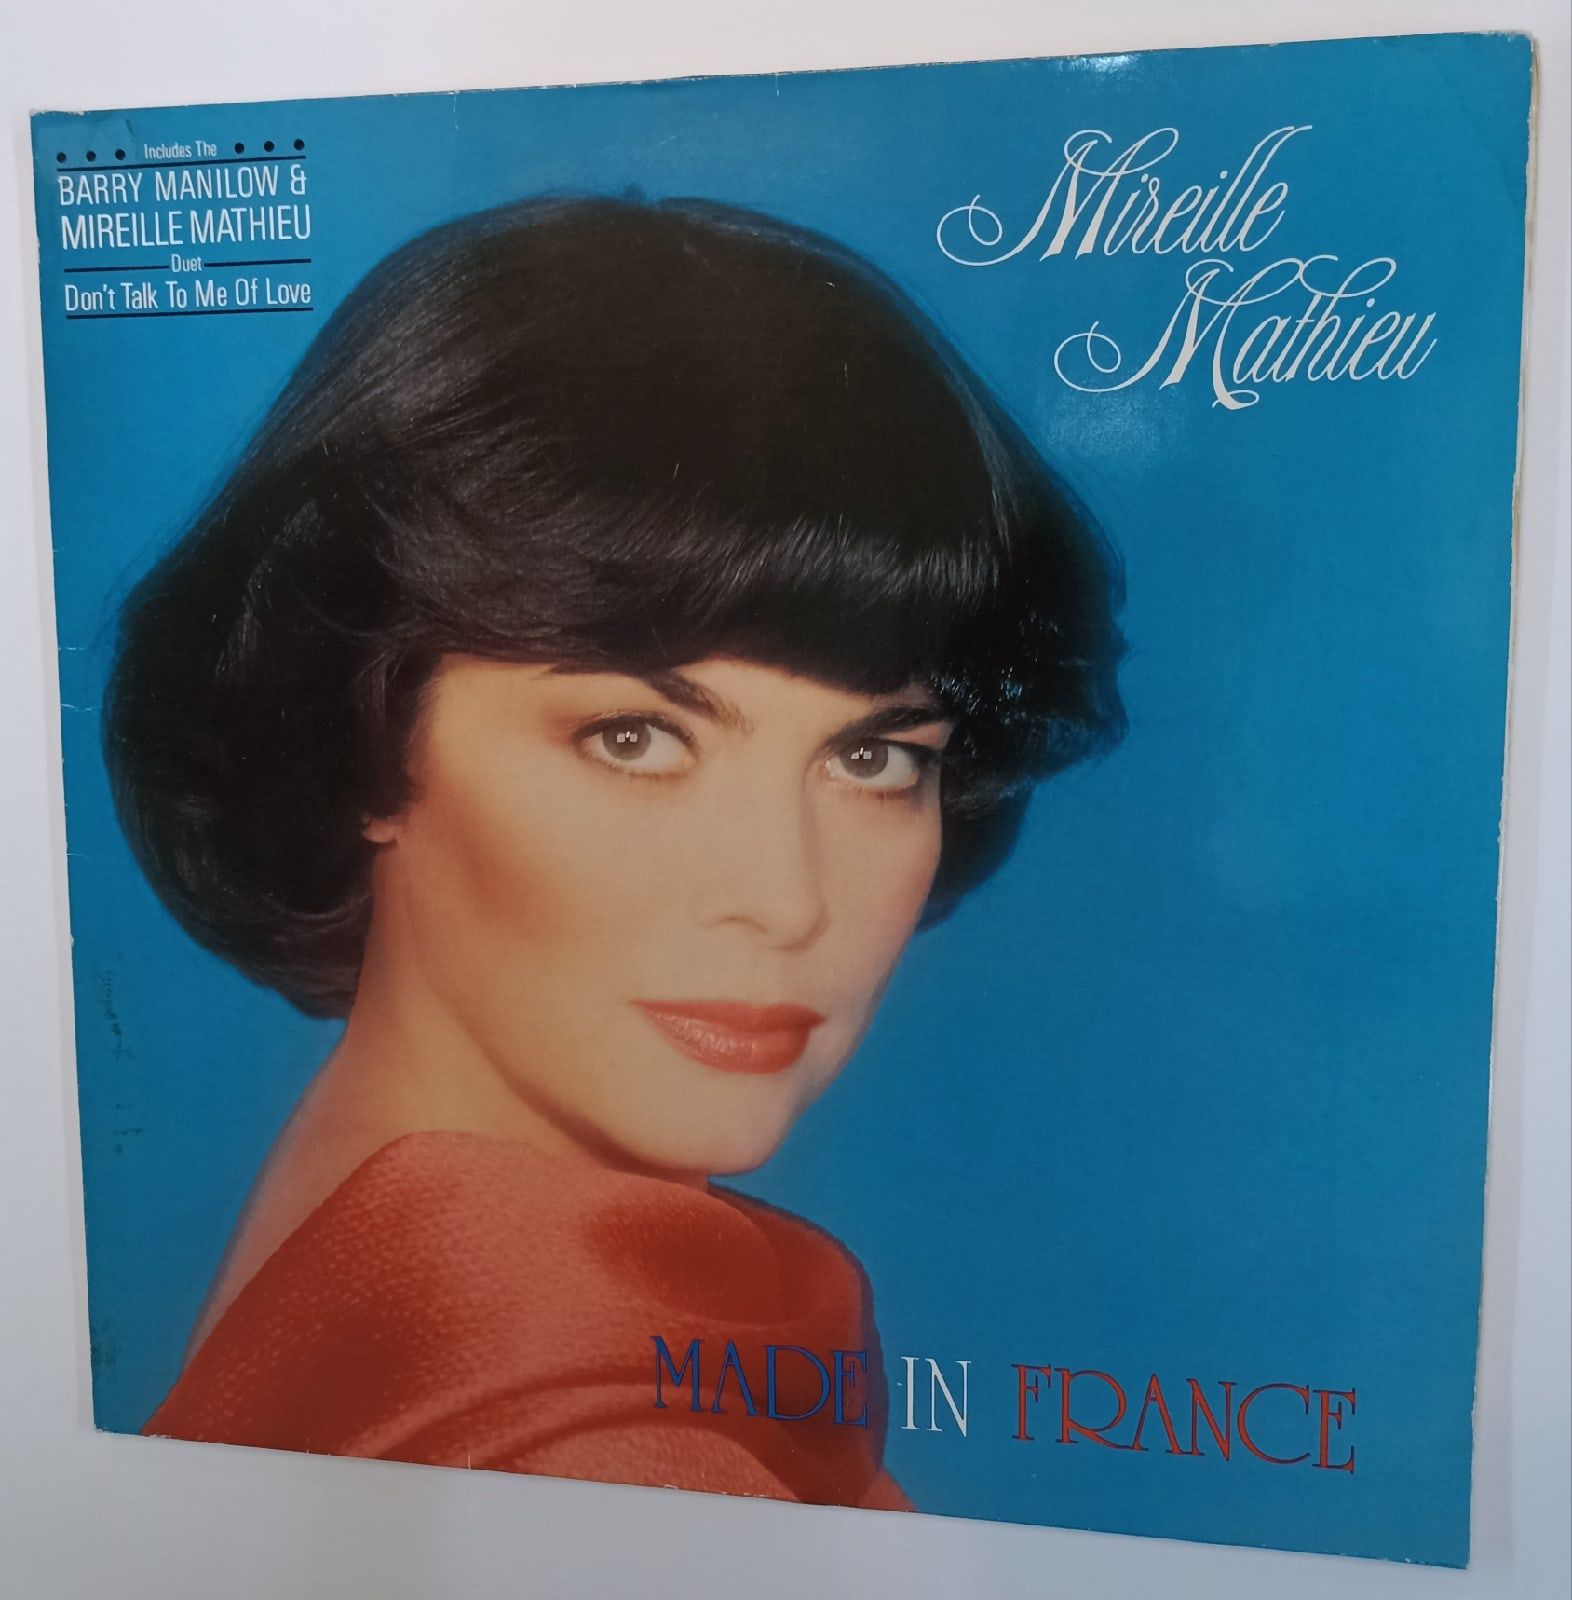 Includes The
BARRY MANILOW &
MIREILLE MATHIEU
Duet
Don't Talk To Me Of Love
Mireille
Mathieu
MADE IN FRANCE